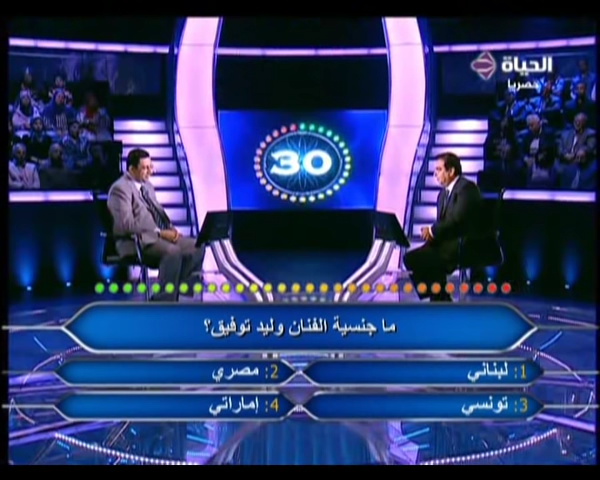 الحياة
حصريا
30
ما جنسية الفنان وليد توفيق؟
1: لبناني
2: مصري
3: تونسي
4: إماراتي